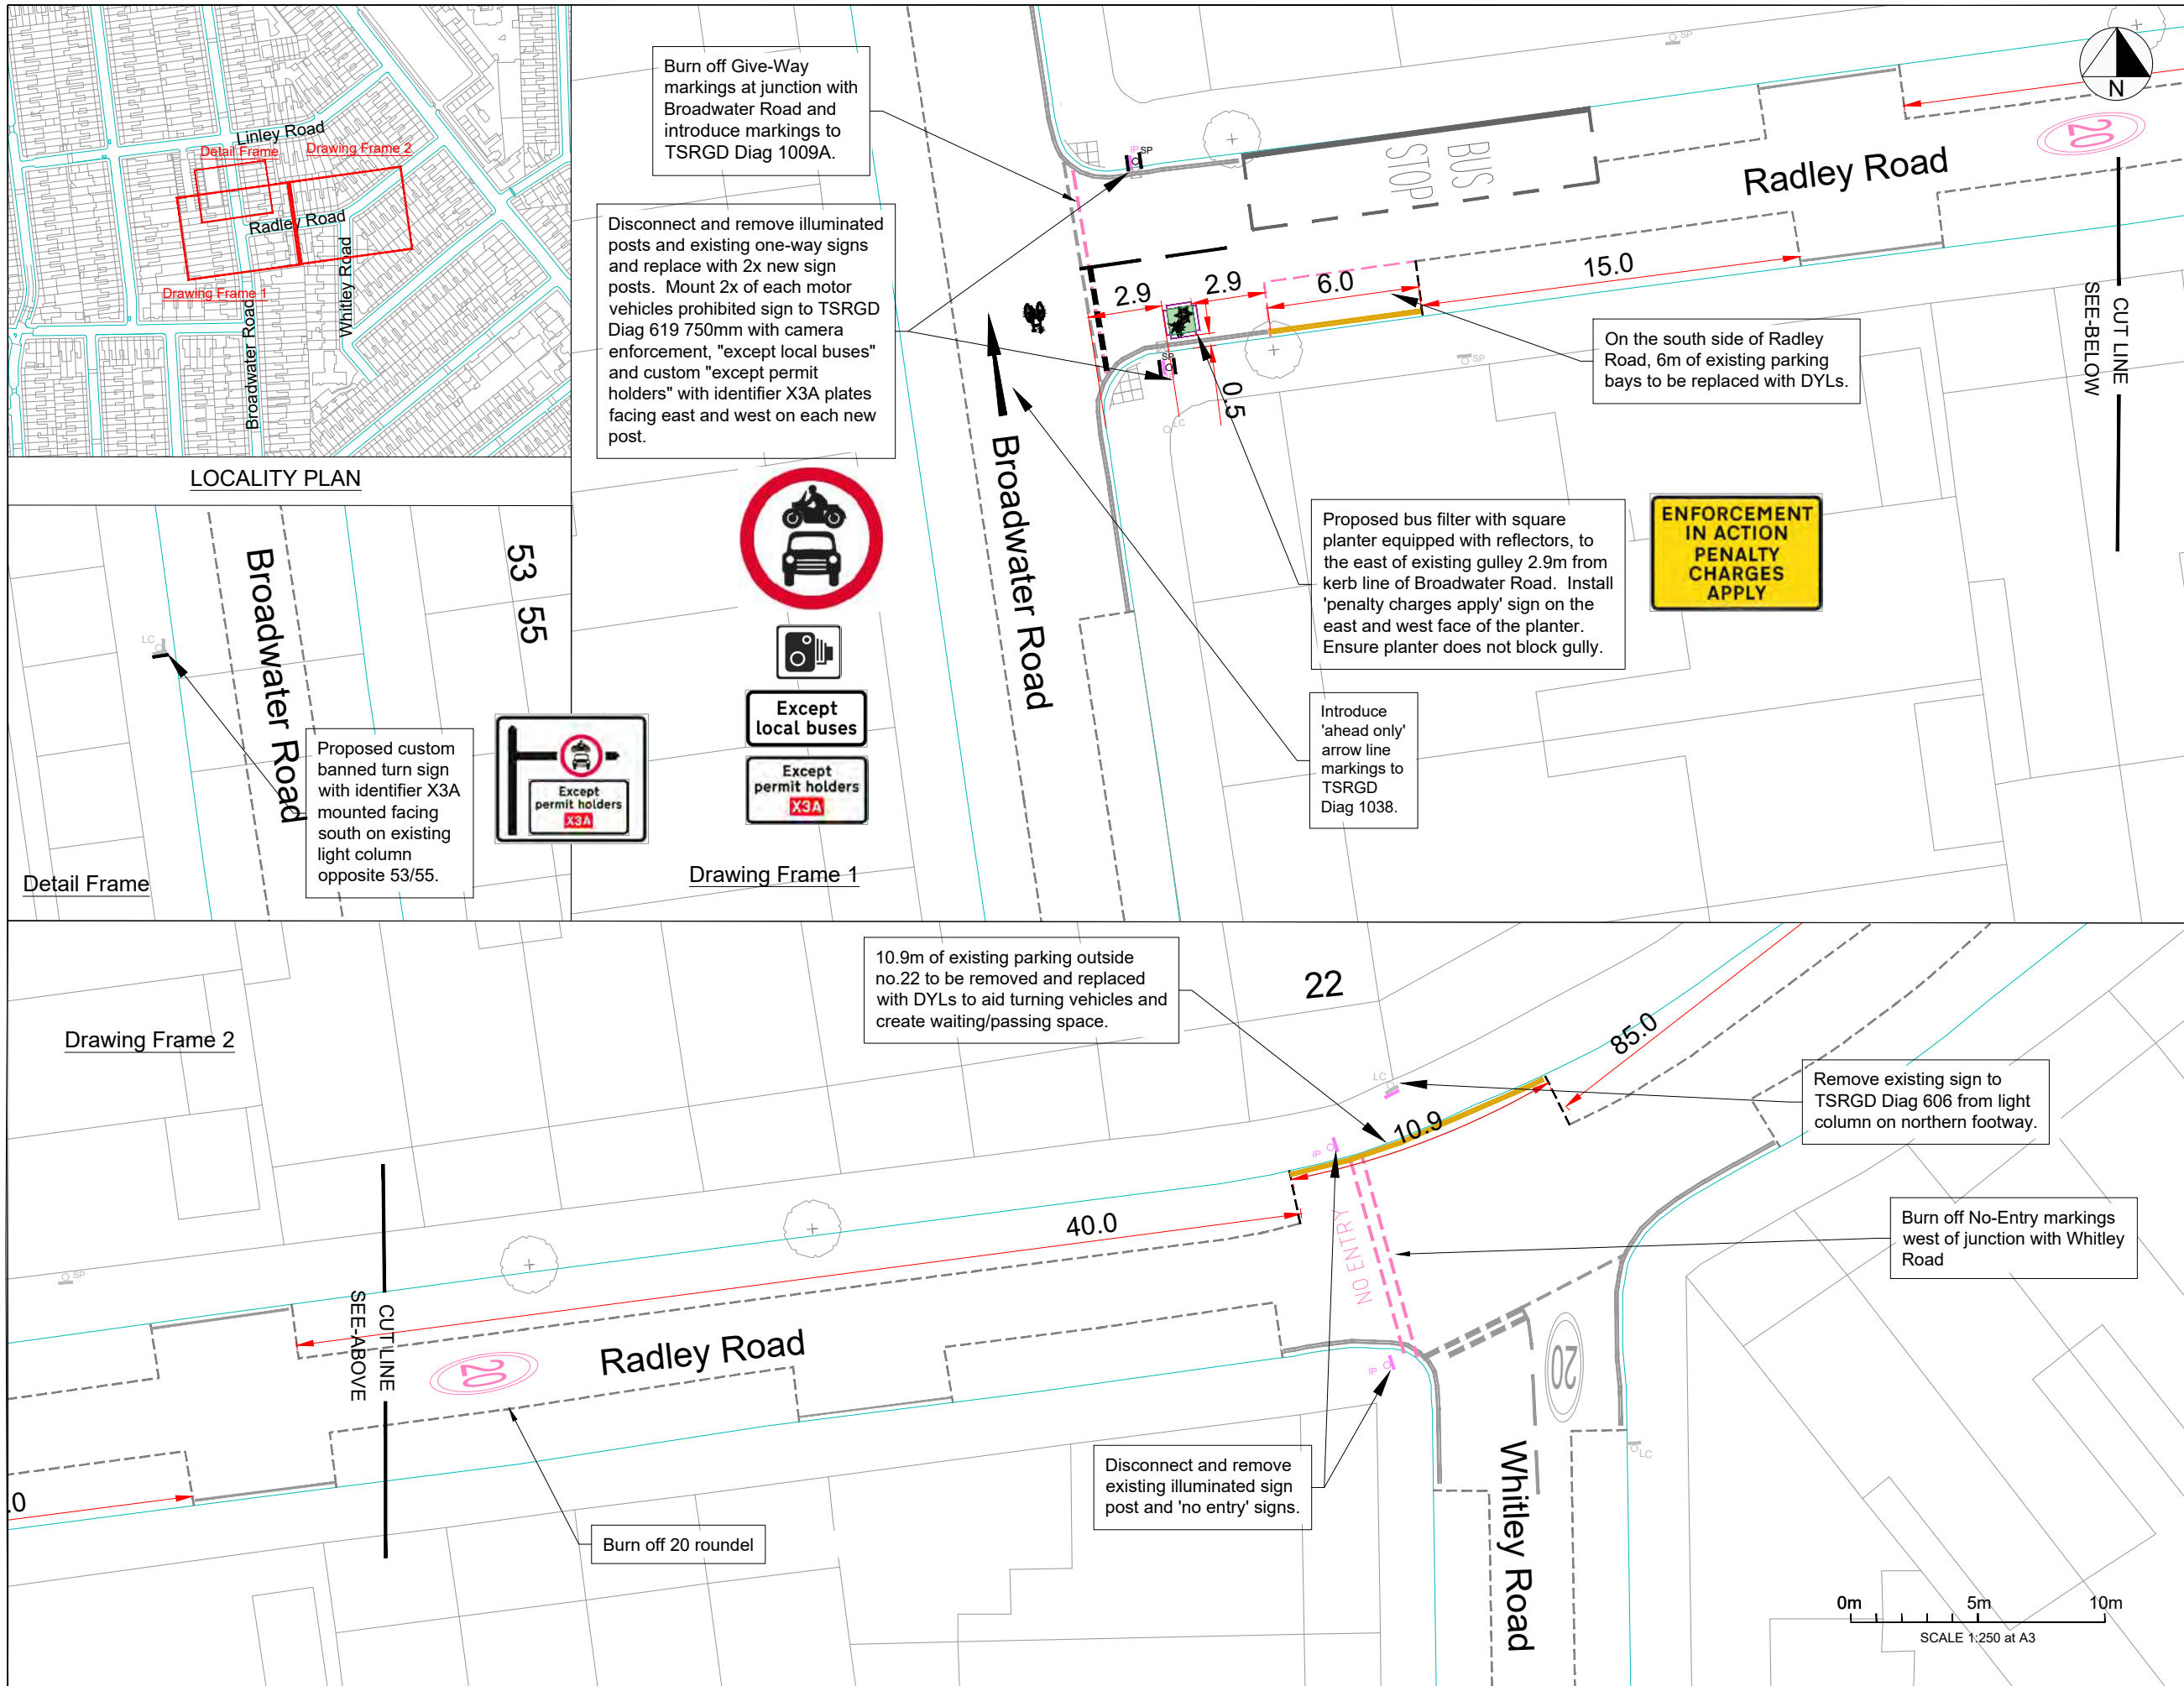 Linley Road
Detail Frame
Drawing Frame 2
Radley Road
Whitley Road
Broadwater Road
Drawing Frame 1
LOCALITY PLAN
Burn off Give-Way
markings at junction with
Broadwater Road and
introduce markings to
TSRGD Diag 1009A.
Disconnect and remove illuminated
posts and existing one-way signs
and replace with 2x new sign
posts. Mount 2x of each motor
vehicles prohibited sign to TSRGD
Diag 619 750mm with camera
enforcement, "except local buses"
and custom "except permit
holders" with identifier X3A plates
facing east and west on each new
post.
SP
IP
SP
BUS
STOP
Radley Road
20
N
2.9
2.9
6.0
15.0
0.5
SP
LC
SP
On the south side of Radley
Road, 6m of existing parking
bays to be replaced with DYLs.
CUT LINE
SEE-BELOW
Broadwater Road
Proposed bus filter with square
planter equipped with reflectors, to
the east of existing gulley 2.9m from
kerb line of Broadwater Road. Install
'penalty charges apply' sign on the
east and west face of the planter.
Ensure planter does not block gully.
ENFORCEMENT
IN ACTION
PENALTY
CHARGES
APPLY
Introduce
'ahead only'
arrow line
markings to
TSRGD
Diag 1038.
Except
local buses
Except
permit holders
X3A
Drawing Frame 1
Broadwater Road
53
55
LC
Proposed custom
banned turn sign
with identifier X3A
mounted facing
south on existing
light column
opposite 53/55.
Except
permit holders
X3A
Detail Frame
Drawing Frame 2
10.9m of existing parking outside
no.22 to be removed and replaced
with DYLs to aid turning vehicles and
create waiting/passing space.
22
85.0
LC
10.9
IP
Remove existing sign to
TSRGD Diag 606 from light
column on northern footway.
40.0
NO ENTRY
Burn off No-Entry markings
west of junction with Whitley
Road
SP
CUT LINE
SEE-ABOVE
20
Radley Road
20
IP
LC
.0
Disconnect and remove
existing illuminated sign
post and 'no entry' signs.
Burn off 20 roundel
Whitley Road
0m
5m
10m
SCALE 1:250 at A3